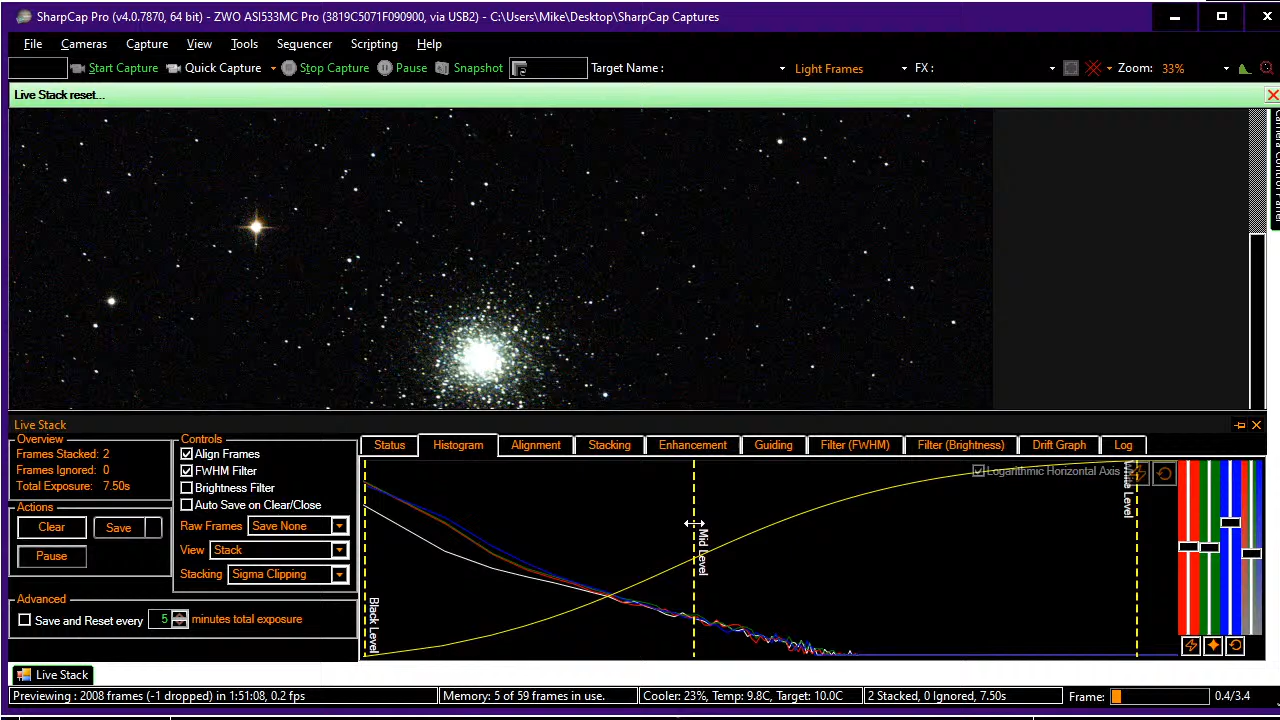 SharpCap Pro (v4.0.7870, 64 bit) - ZWO ASI533MC Pro (3819C5071F090900, via USB2) - C:\Users\Mike\Desktop\SharpCap Captures
File Cameras Capture View Tools Sequencer Scripting Help
Start Capture Quick Capture Stop Capture Pause Snapshot Target Name : Light Frames FX : Zoom: 33%
Live Stack reset...
Live Stack
Overview
Frames Stacked: 2
Frames Ignored: 0
Total Exposure: 7.50s
Actions
Clear Save
Pause
Controls
Align Frames
FWHM Filter
Brightness Filter
Auto Save on Clear/Close
Raw Frames Save None
View Stack
Stacking Sigma Clipping
Advanced
Save and Reset every 5 minutes total exposure
Status Histogram Alignment Stacking Enhancement Guiding Filter (FWHM) Filter (Brightness) Drift Graph Log
Logarithmic Horizontal Axis
Black Level
Mid Level
White Level
Live Stack
Previewing : 2008 frames (-1 dropped) in 1:51:08, 0.2 fps Memory: 5 of 59 frames in use. Cooler: 23%, Temp: 9.8C, Target: 10.0C 2 Stacked, 0 Ignored, 7.50s Frame: 0.4/3.4